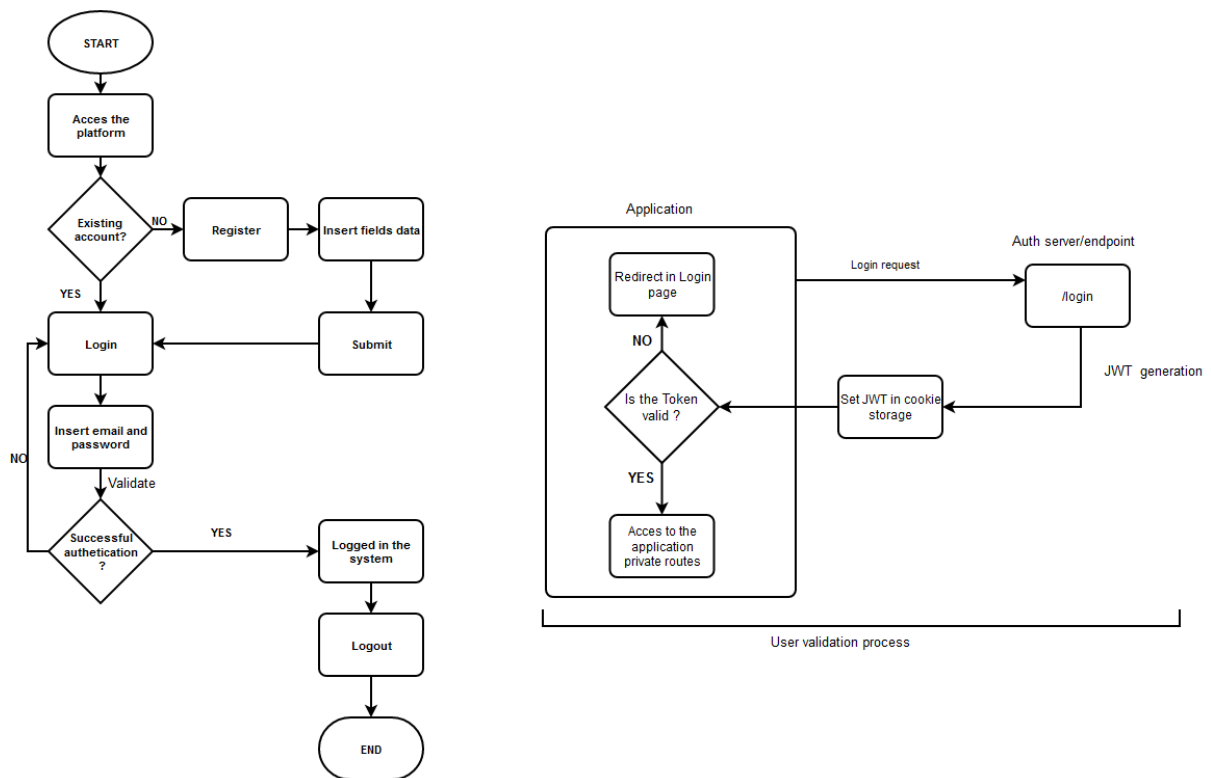 START
Acces the
platform
Existing
account?
NO
Register
Insert fields data
YES
Login
Submit
Insert email and
password
NO
Validate
Successful
authetication
?
YES
Logged in the
system
Logout
END
Application
Redirect in Login
page
NO
Is the Token
valid ?
YES
Acces to the
application
private routes
Login request
Auth server/endpoint
/login
JWT generation
Set JWT in cookie
storage
User validation process